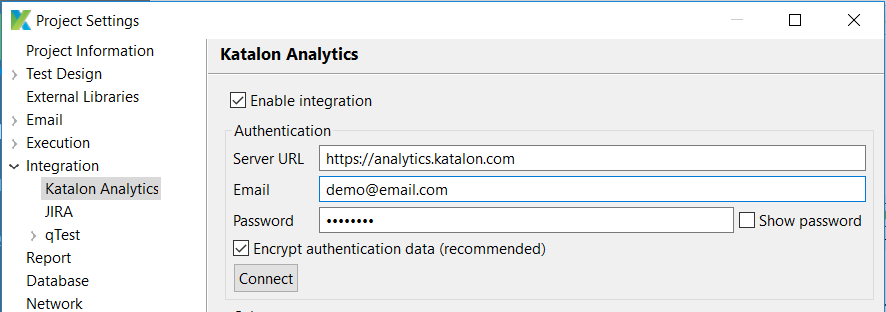 Project Settings
Project Information
Test Design
External Libraries
Email
Execution
Integration
Katalon Analytics
JIRA
qTest
Report
Database
Network
Katalon Analytics
Enable integration
Authentication
Server URL https://analytics.katalon.com
Email demo@email.com
Password •••••••• Show password
Encrypt authentication data (recommended)
Connect